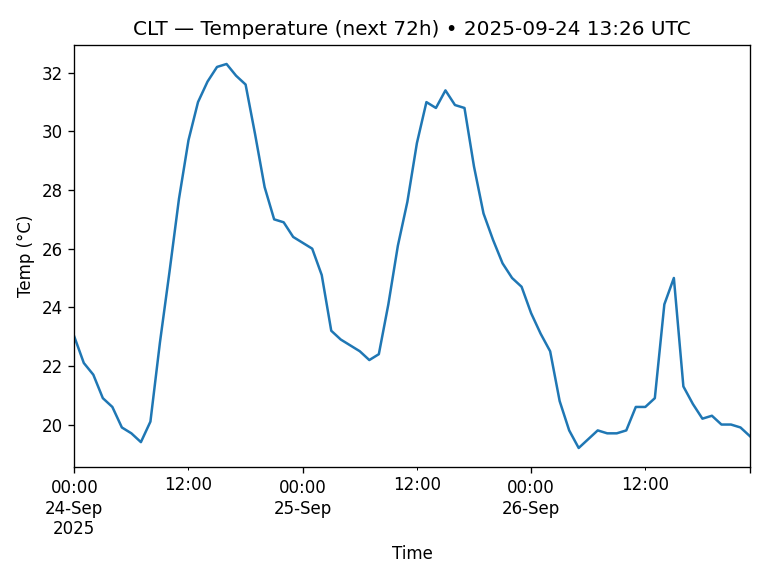 CLT — Temperature (next 72h) • 2025-09-24 13:26 UTC
Temp (°C)
32
30
28
26
24
22
20
00:00 12:00 00:00 12:00 00:00 12:00
24-Sep 25-Sep 26-Sep
2025
Time